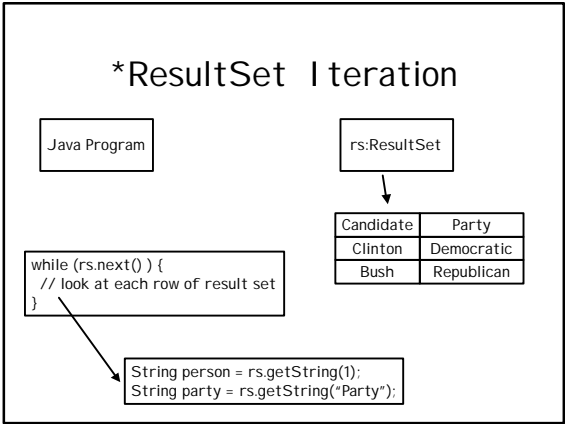 *ResultSet Iteration
Java Program
rs:ResultSet
Candidate Party
Clinton Democratic
Bush Republican
while (rs.next() ) {
// look at each row of result set
}
String person = rs.getString(1);
String party = rs.getString(“Party”);